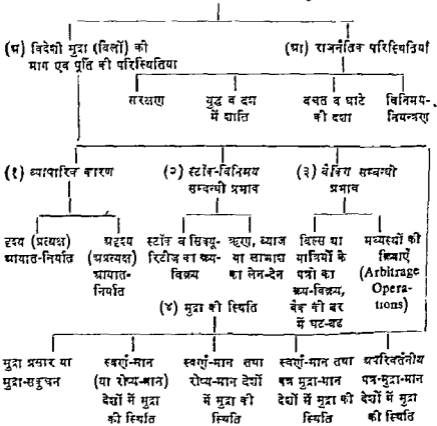 (अ) विदेशी मुद्रा (बिलों) की
माग एव पूर्ति की परिस्थितिया
(आ) राजनैतिक परिस्थितियाँ
सरक्षण
युद्ध व देश
में शाति
बचत व घाटे
की दशा
विनिमय-
नियन्त्रण
(१) व्यापारिक कारण
(२) स्टॉक-विनिमय
सम्बन्धी प्रभाव
(३) बैंकिंग सम्बन्धी
प्रभाव
दृश्य (प्रत्यक्ष)
आयात-निर्यात
अदृश्य
(अप्रत्यक्ष)
आयात-
निर्यात
स्टॉक व सिक्यू-
रिटीज का क्रय-
विक्रय
ऋण, ब्याज
या लाभाश
का लेन-देन
बिल्स या
यात्रियों के
पत्रो का
क्रय-विक्रय,
बैंक की दर
में घट-बढ
मध्यस्थों की
क्रियाएँ
(Arbitrage
Opera-
tions)
(४) मुद्रा की स्थिति
मुद्रा प्रसार या
मुद्रा-सकुचन
स्वर्ण-मान
(या रौप्य-मान)
देशों में मुद्रा
की स्थिति
स्वर्ण-मान तथा
रौप्य-मान देशों
में मुद्रा की
स्थिति
स्वर्ण-मान तथा
पत्र मुद्रा-मान
देशों में मुद्रा की
स्थिति
अपरिवर्तनीय
पत्र-मुद्रा-मान
देशों में मुद्रा
की स्थिति